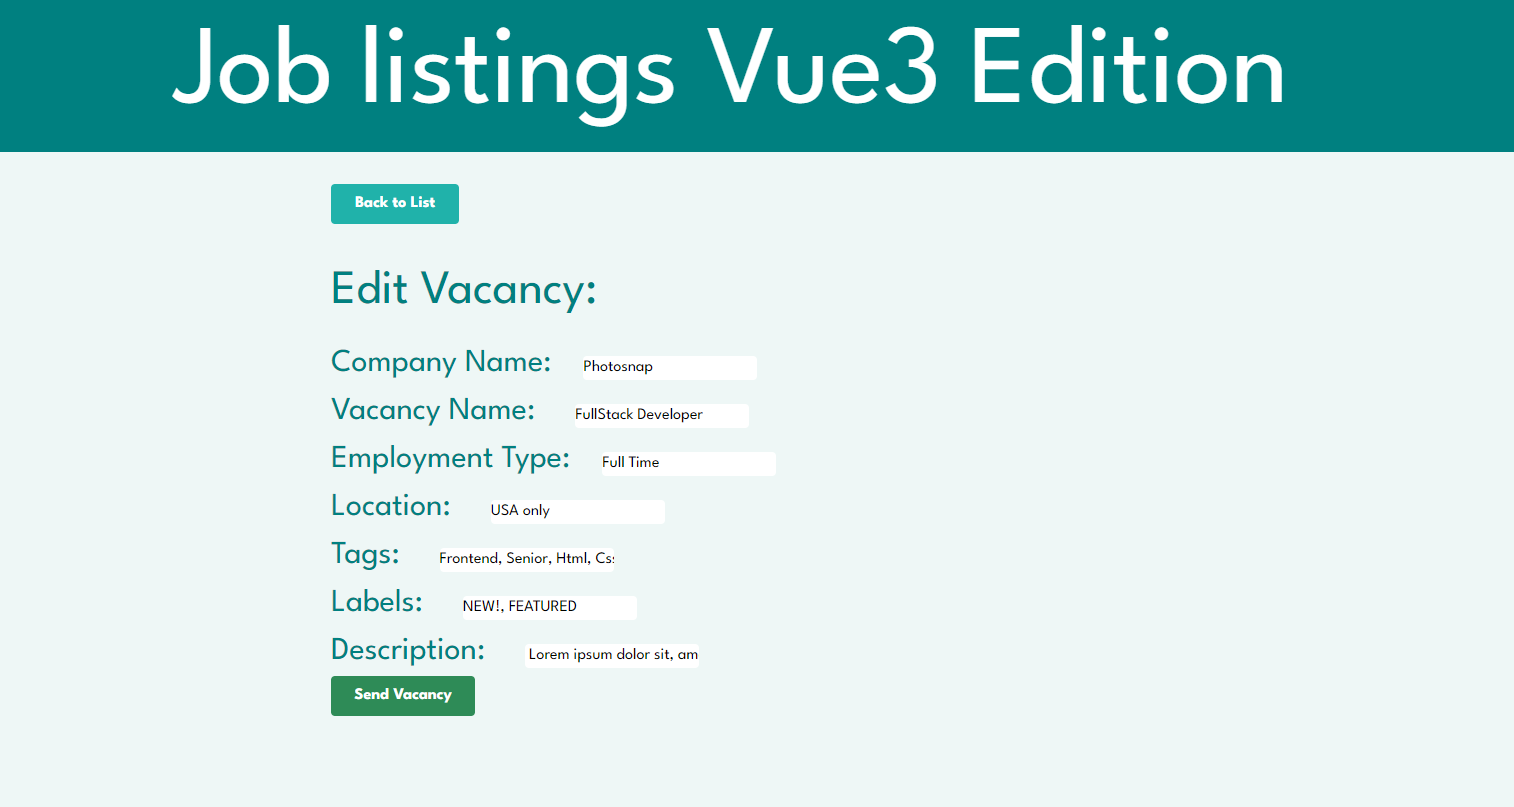 Job listings Vue3 Edition
Back to List
Edit Vacancy:
Company Name: Photosnap
Vacancy Name: FullStack Developer
Employment Type: Full Time
Location: USA only
Tags: Frontend, Senior, Html, Css
Labels: NEW!, FEATURED
Description: Lorem ipsum dolor sit, am
Send Vacancy